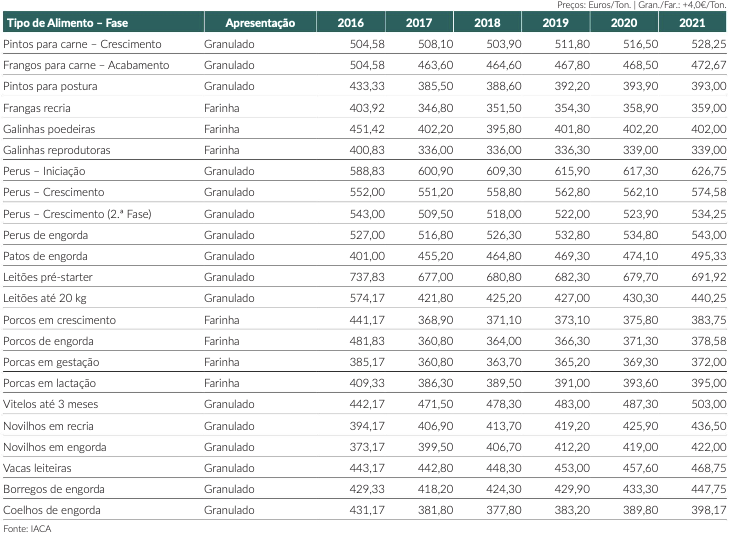 Preços: Euros/Ton. | Gran./Far.: +4,0€/Ton.
Tipo de Alimento – Fase Apresentação 2016 2017 2018 2019 2020 2021
Pintos para carne – Crescimento Granulado 504,58 508,10 503,90 511,80 516,50 528,25
Frangos para carne – Acabamento Granulado 504,58 463,60 464,60 467,80 468,50 472,67
Pintos para postura Granulado 433,33 385,50 388,60 392,20 393,90 393,00
Frangas recria Farinha 403,92 346,80 351,50 354,30 358,90 359,00
Galinhas poedeiras Farinha 451,42 402,20 395,80 401,80 402,20 402,00
Galinhas reprodutoras Farinha 400,83 336,00 336,00 336,30 339,00 339,00
Perus – Iniciação Granulado 588,83 600,90 609,30 615,90 617,30 626,75
Perus – Crescimento Granulado 552,00 551,20 558,80 562,80 562,10 574,58
Perus – Crescimento (2.ª Fase) Granulado 543,00 509,50 518,00 522,00 523,90 534,25
Perus de engorda Granulado 527,00 516,80 526,30 532,80 534,80 543,00
Patos de engorda Granulado 401,00 455,20 464,80 469,30 474,10 495,33
Leitões pré-starter Granulado 737,83 677,00 680,80 682,30 679,70 691,92
Leitões até 20 kg Granulado 574,17 421,80 425,20 427,00 430,30 440,25
Porcos em crescimento Farinha 441,17 368,90 371,10 373,10 375,80 383,75
Porcos de engorda Farinha 481,83 360,80 364,00 366,30 371,30 378,58
Porcas em gestação Farinha 385,17 360,80 363,70 365,20 369,30 372,00
Porcas em lactação Farinha 409,33 386,30 389,50 391,00 393,60 395,00
Vitelos até 3 meses Granulado 442,17 471,50 478,30 483,00 487,30 503,00
Novilhos em recria Granulado 394,17 406,90 413,70 419,20 425,90 436,50
Novilhos em engorda Granulado 373,17 399,50 406,70 412,20 419,00 422,00
Vacas leiteiras Granulado 443,17 442,80 448,30 453,00 457,60 468,75
Borregos de engorda Granulado 429,33 418,20 424,30 429,90 433,30 447,75
Coelhos de engorda Granulado 431,17 381,80 377,80 383,20 389,80 398,17
Fonte: IACA